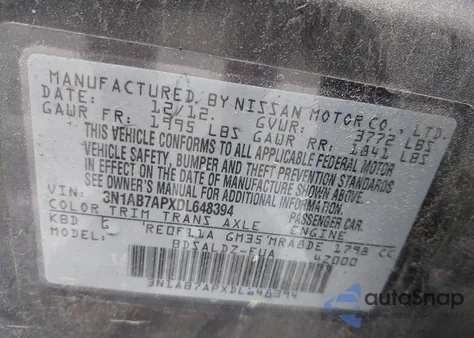 MANUFACTURED BY NISSAN MOTOR CO., LTD.
DATE: 12/12. GVWR: 3772 LBS
GAWR FR: 1995 LBS GAWR RR: 1841 LBS
THIS VEHICLE CONFORMS TO ALL APPLICABLE FEDERAL MOTOR
VEHICLE SAFETY, BUMPER AND THEFT PREVENTION STANDARDS
IN EFFECT ON THE DATE OF MANUFACTURE SHOWN ABOVE.
SEE OWNER'S MANUAL FOR ADDITIONAL INFORMATION.
VIN: 3N1AB7APXDL648394 PASSENGER CAR
COLOR TRIM TRANS AXLE ENGINE
KBD G RE0F11A GM35 MRA8DE 1798 CC
BDSALD7-EUA 42000
3N1AB7APXDL648394
autoSnap